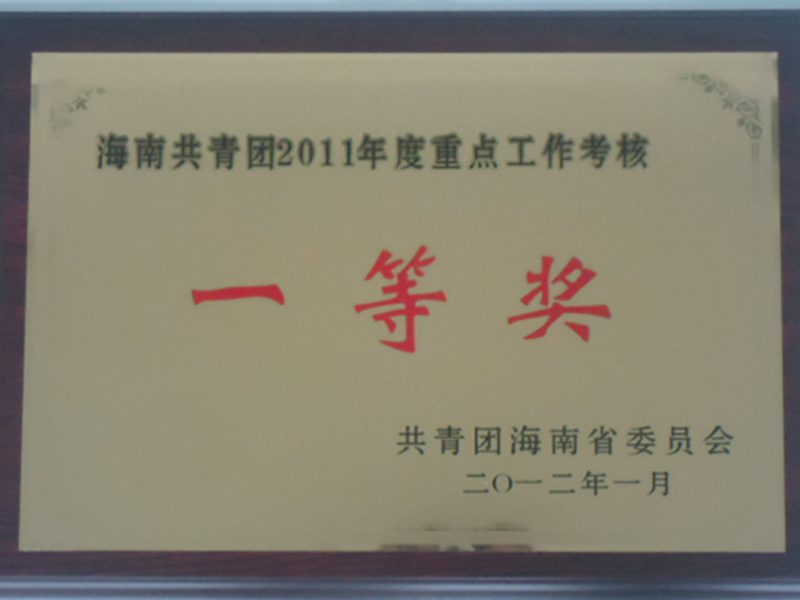 海南共青团2011年度重点工作考核
一等奖
共青团海南省委员会
二〇一二年一月